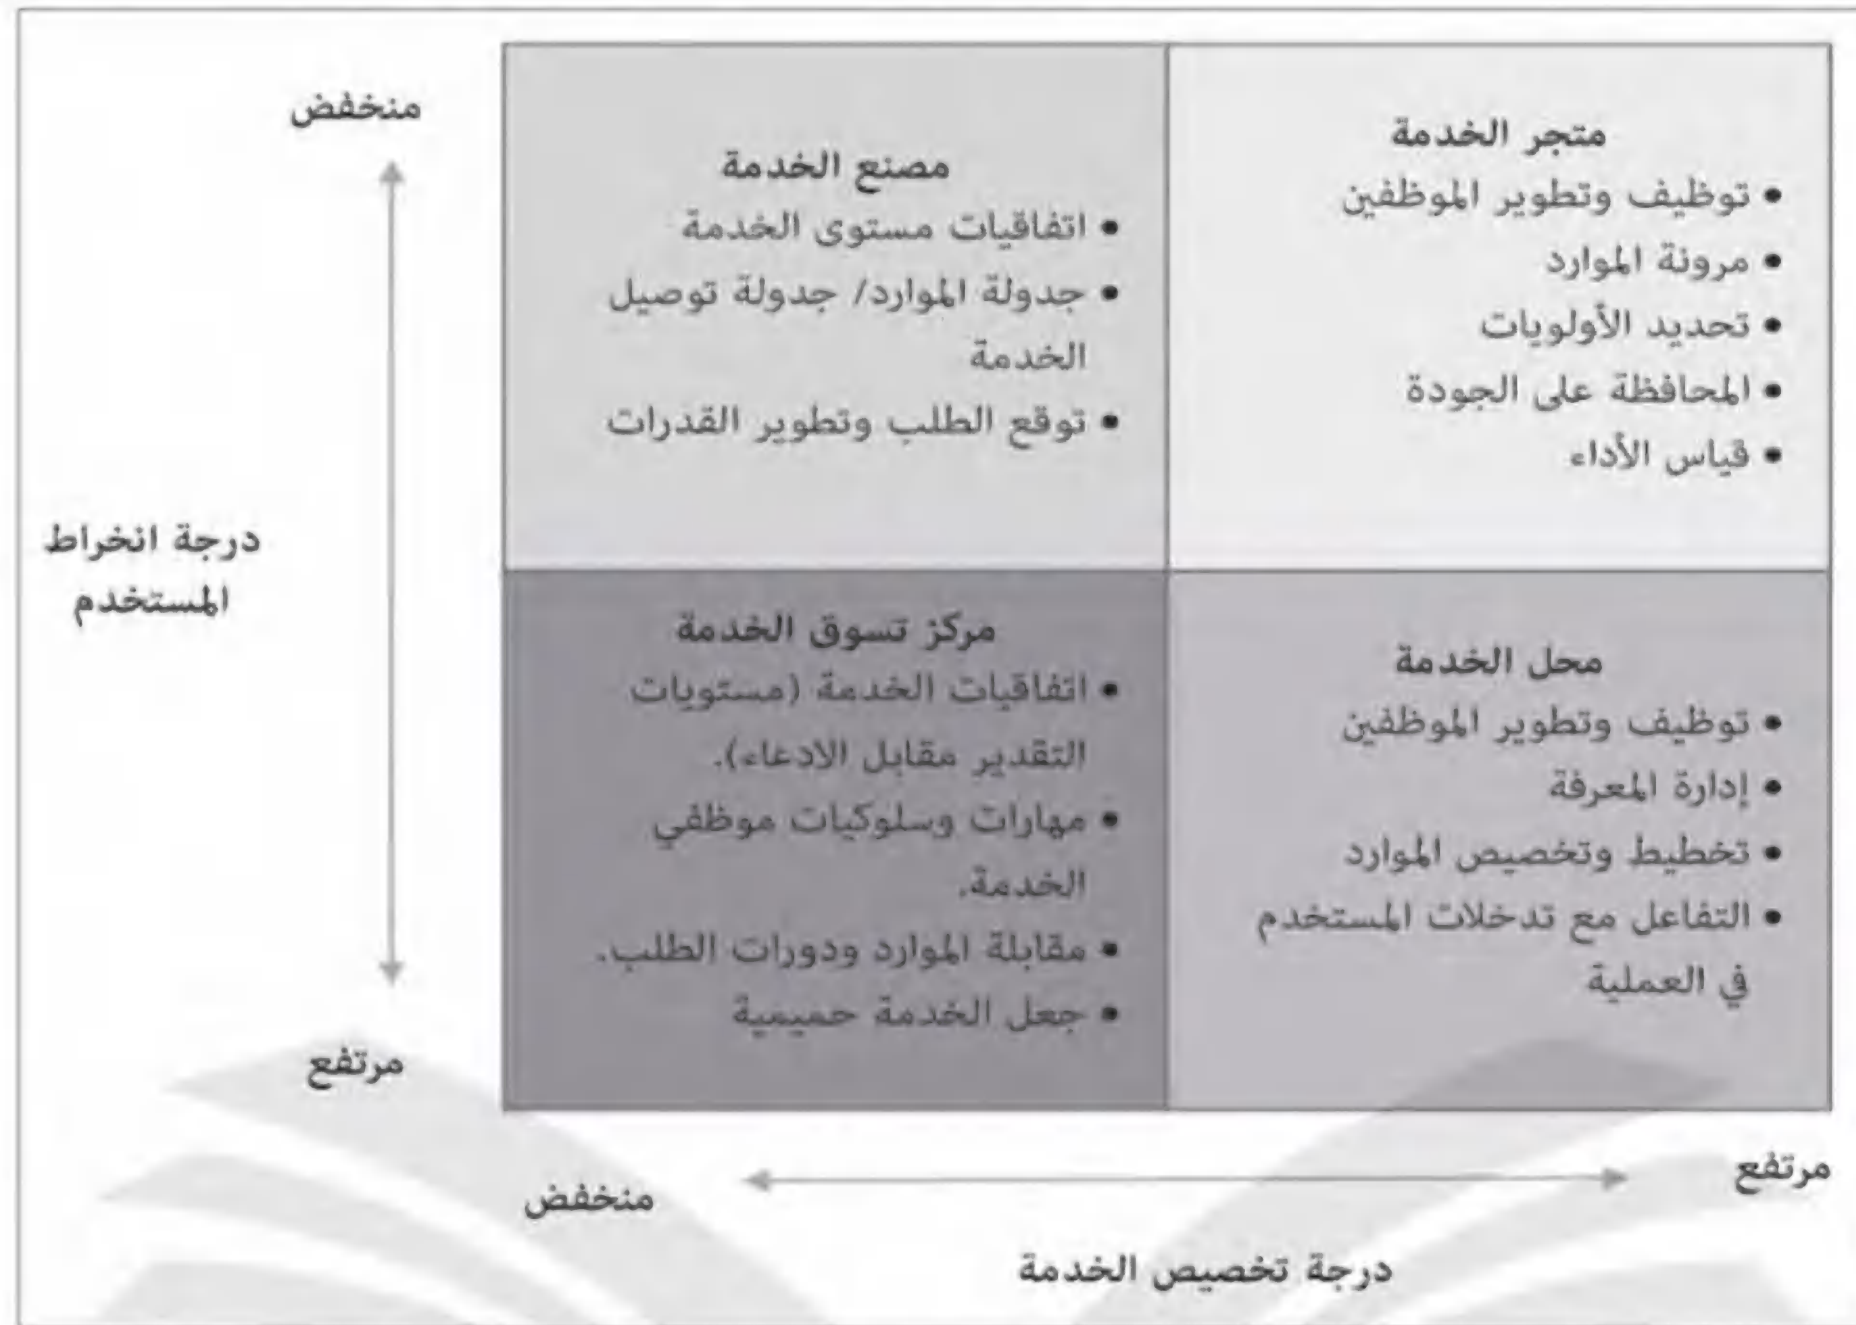 منخفض
درجة انخراط
المستخدم
مرتفع
متجر الخدمة
• توظيف وتطوير الموظفين
• مرونة الموارد
• تحديد الأولويات
• المحافظة على الجودة
• قياس الأداء
مصنع الخدمة
• اتفاقيات مستوى الخدمة
• جدولة الموارد/ جدولة توصيل
الخدمة
• توقع الطلب وتطوير القدرات
محل الخدمة
• توظيف وتطوير الموظفين
• إدارة المعرفة
• تخطيط وتخصيص الموارد
• التفاعل مع تدخلات المستخدم
في العملية
مركز تسوق الخدمة
• اتفاقيات الخدمة (مستويات
التقدير مقابل الادعاء).
• مهارات وسلوكيات موظفي
الخدمة.
• مقابلة الموارد ودورات الطلب.
• جعل الخدمة حميمية
مرتفع
منخفض
درجة تخصيص الخدمة